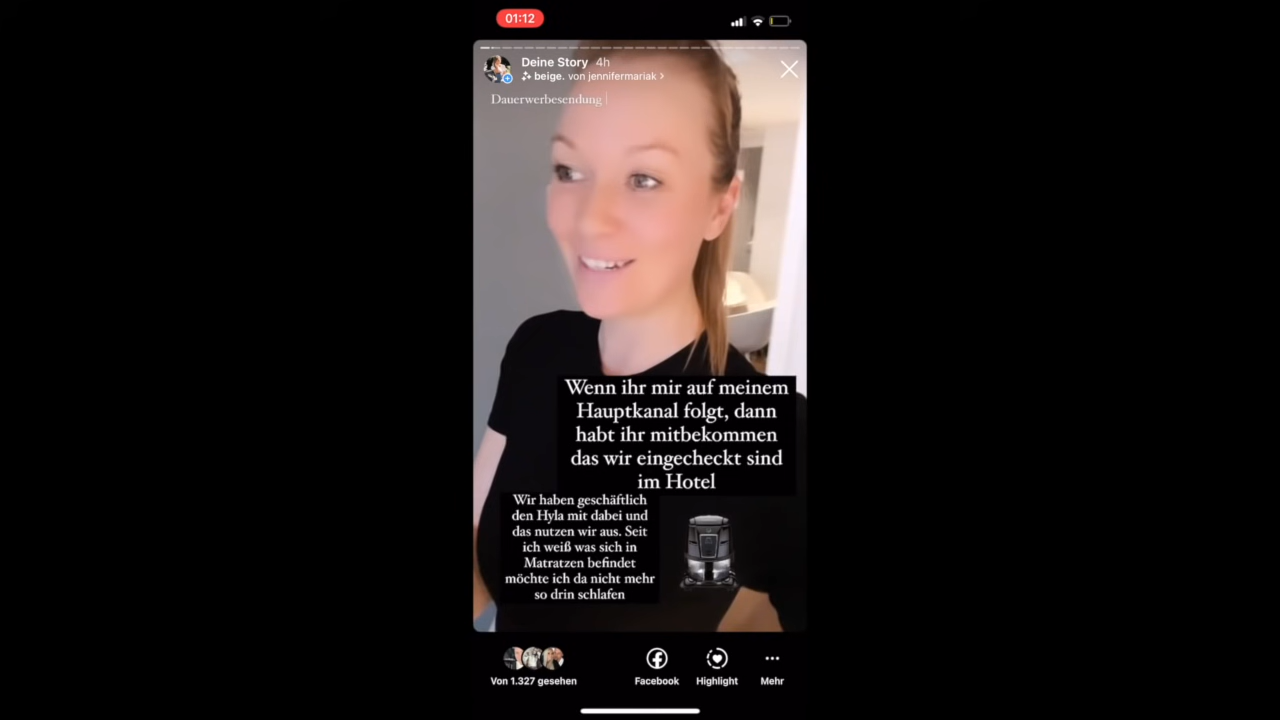 01:12
Deine Story 4h
beige. von jennifermariak >
Dauerwerbesendung
Wenn ihr mir auf meinem
Hauptkanal folgt, dann
habt ihr mitbekommen
das wir eingecheckt sind
im Hotel
Wir haben geschäftlich
den Hyla mit dabei und
das nutzen wir aus. Seit
ich weiß was sich in
Matratzen befindet
möchte ich da nicht mehr
so drin schlafen
Von 1.327 gesehen
Facebook
Highlight
Mehr